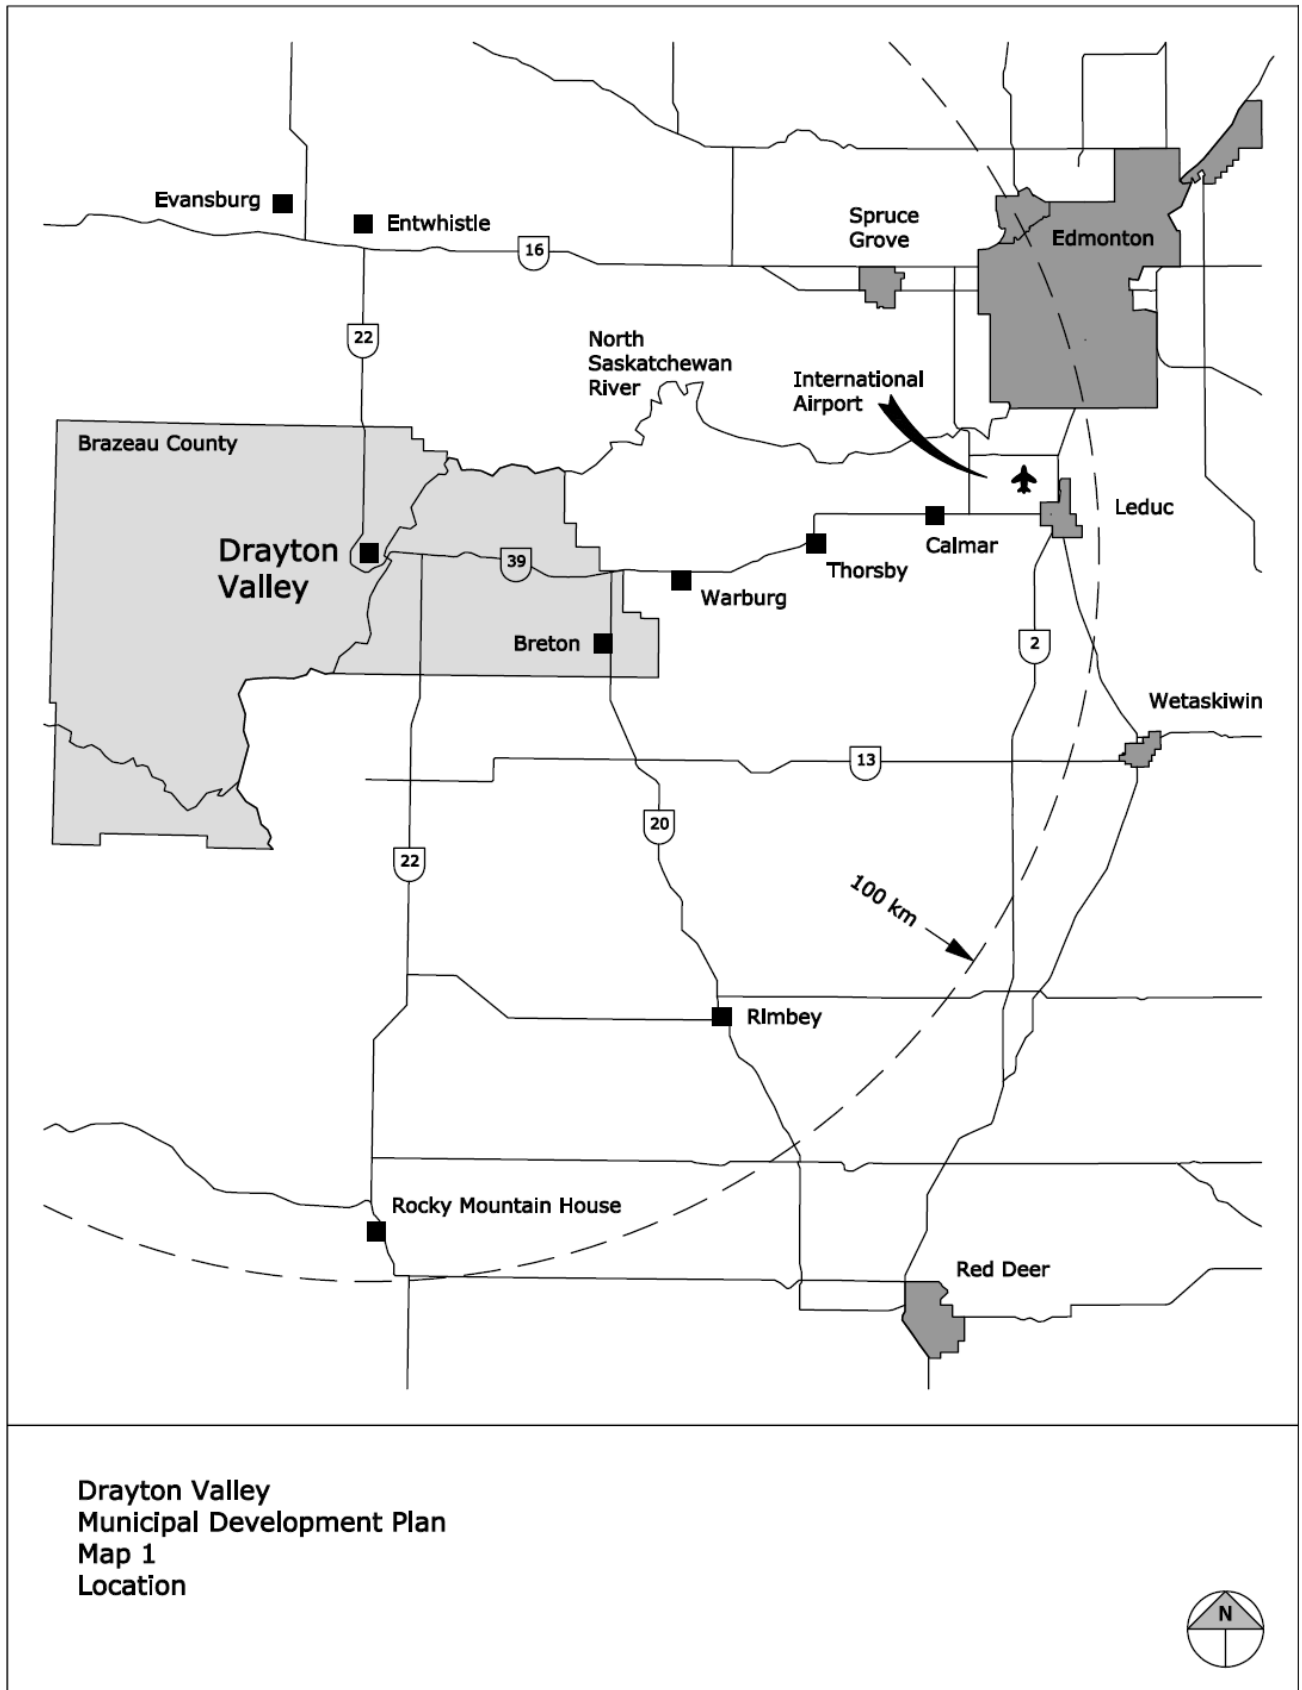 Evansburg
Entwhistle
16
Spruce
Grove
Edmonton
22
North
Saskatchewan
River
International
Airport
Brazeau County
Leduc
Drayton
Valley
39
Calmar
Thorsby
Warburg
Breton
2
Wetaskiwin
13
20
22
100 km
RImbey
Rocky Mountain House
Red Deer
Drayton Valley
Municipal Development Plan
Map 1
Location
N